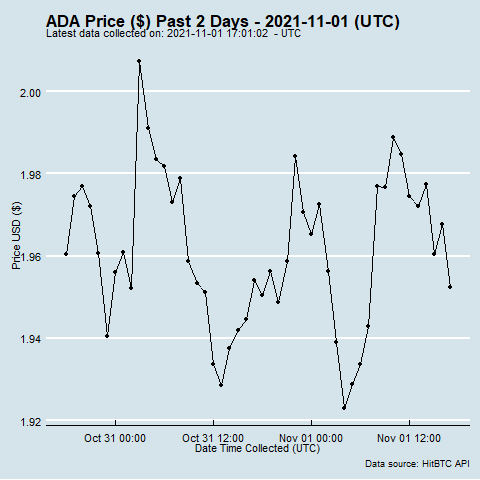 ADA Price ($) Past 2 Days - 2021-11-01 (UTC)
Latest data collected on: 2021-11-01 17:01:02 - UTC
2.00
1.98
1.96
1.94
1.92
Price USD ($)
Oct 31 00:00
Oct 31 12:00
Nov 01 00:00
Nov 01 12:00
Date Time Collected (UTC)
Data source: HitBTC API